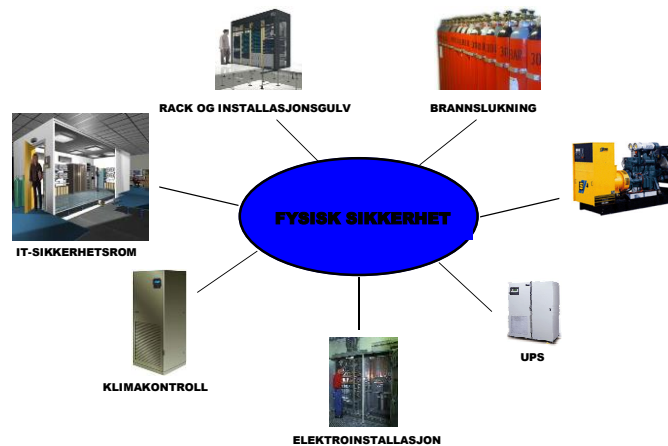 RACK OG INSTALLASJONSGULV
BRANNSLUKNING
FYSISK SIKKERHET
IT-SIKKERHETSROM
KLIMAKONTROLL
UPS
ELEKTROINSTALLASJON